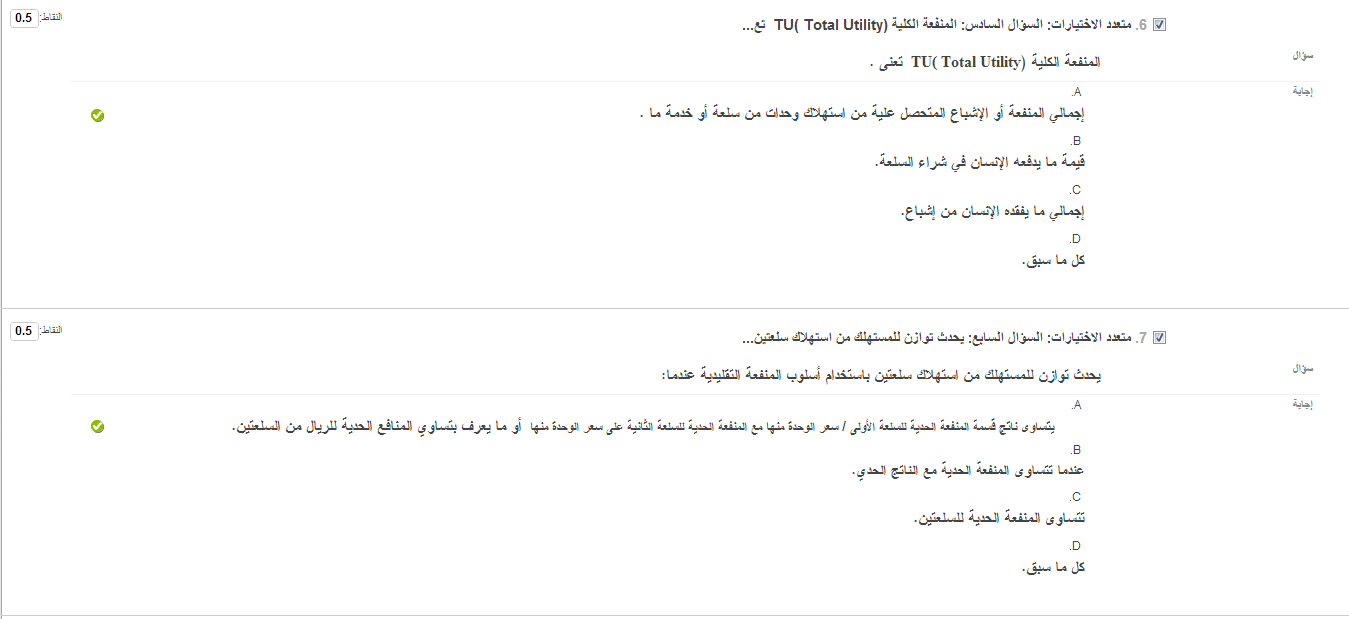 6. متعدد الاختيارات: السؤال السادس: المنفعة الكلية TU( Total Utility) تع...
النقاط: 0.5
سؤال
المنفعة الكلية TU( Total Utility) تعنى .
إجابة
A.
إجمالي المنفعة أو الإشباع المتحصل علية من استهلاك وحدات من سلعة أو خدمة ما .
B.
قيمة ما يدفعه الإنسان في شراء السلعة.
C.
إجمالي ما يفقده الإنسان من إشباع.
D.
كل ما سبق.
7. متعدد الاختيارات: السؤال السابع: يحدث توازن للمستهلك من استهلاك سلعتين...
النقاط: 0.5
سؤال
يحدث توازن للمستهلك من استهلاك سلعتين باستخدام أسلوب المنفعة التقليدية عندما:
إجابة
A.
يتساوى ناتج قسمة المنفعة الحدية للسلعة الأولى / سعر الوحدة منها مع المنفعة الحدية للسلعة الثانية على سعر الوحدة منها أو ما يعرف بتساوي المنافع الحدية للريال من السلعتين.
B.
عندما تتساوى المنفعة الحدية مع الناتج الحدي.
C.
تتساوى المنفعة الحدية للسلعتين.
D.
كل ما سبق.